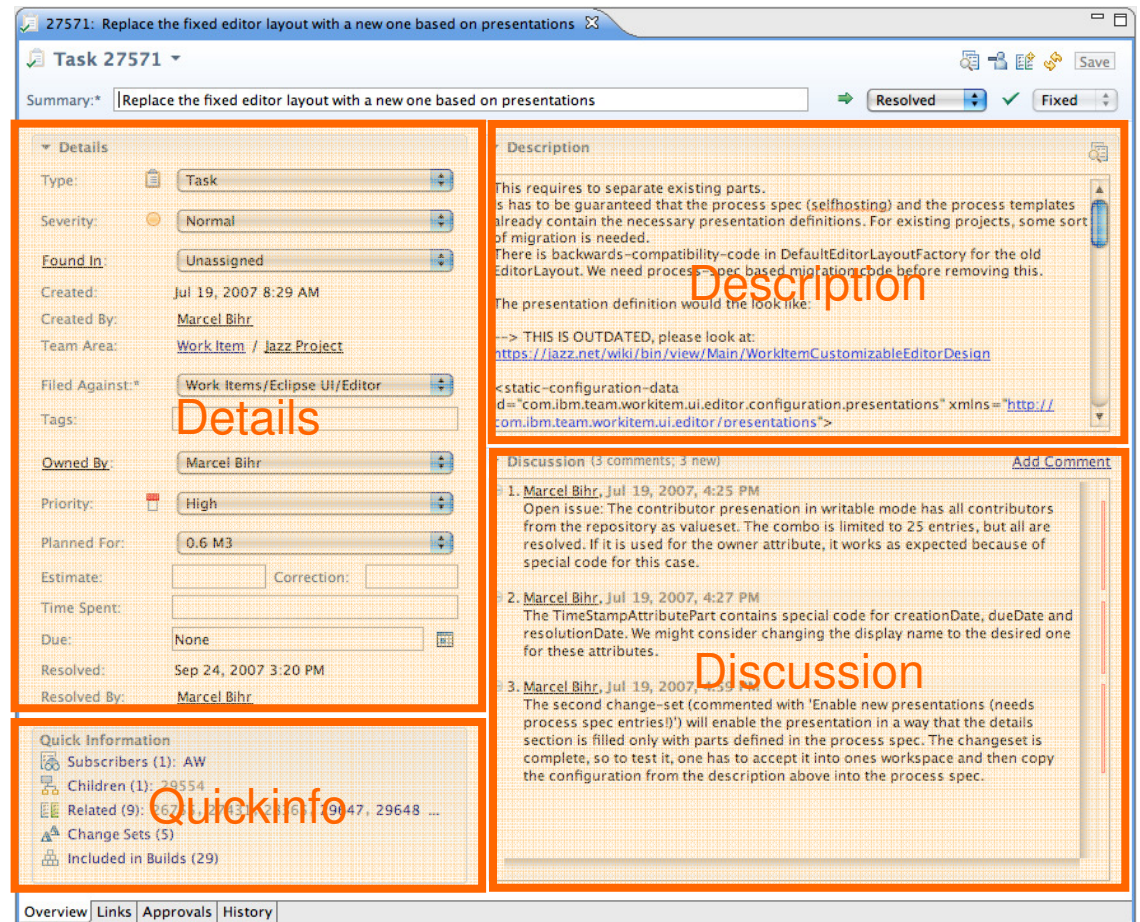 27571: Replace the fixed editor layout with a new one based on presentations
Task 27571
Save
Summary:* Replace the fixed editor layout with a new one based on presentations
Resolved
Fixed
Details
Type: Task
Severity: Normal
Found In: Unassigned
Created: Jul 19, 2007 8:29 AM
Created By: Marcel Bihr
Team Area: Work Item / Jazz Project
Filed Against:* Work Items/Eclipse UI/Editor
Details
Tags:
Owned By: Marcel Bihr
Priority: High
Planned For: 0.6 M3
Estimate: Correction:
Time Spent:
Due: None
Resolved: Sep 24, 2007 3:20 PM
Resolved By: Marcel Bihr
Quick Information
Subscribers (1): AW
Children (1): 29554
Quickinfo
Related (9): 29647, 29648 ...
Change Sets (5)
Included in Builds (29)
Description
This requires to separate existing parts.
is has to be guaranteed that the process spec (selfhosting) and the process templates
already contain the necessary presentation definitions. For existing projects, some sort
of migration is needed.
There is backwards-compatibility-code in DefaultEditorLayoutFactory for the old
EditorLayout. We need process-spec based migration code before removing this.
Description
The presentation definition would the look like:
--> THIS IS OUTDATED, please look at:
https://jazz.net/wiki/bin/view/Main/WorkItemCustomizableEditorDesign
<static-configuration-data
id="com.ibm.team.workitem.ui.editor.configuration.presentations" xmlns="http://
com.ibm.team.workitem.ui.editor/presentations">
Discussion (3 comments; 3 new)
Add Comment
1. Marcel Bihr, Jul 19, 2007, 4:25 PM
Open issue: The contributor presenation in writable mode has all contributors
from the repository as valueset. The combo is limited to 25 entries, but all are
resolved. If it is used for the owner attribute, it works as expected because of
special code for this case.
2. Marcel Bihr, Jul 19, 2007, 4:27 PM
The TimeStampAttributePart contains special code for creationDate, dueDate and
resolutionDate. We might consider changing the display name to the desired one
for these attributes.
Discussion
3. Marcel Bihr, Jul 19, 2007, 4:59 PM
The second change-set (commented with 'Enable new presentations (needs
process spec entries!)') will enable the presentation in a way that the details
section is filled only with parts defined in the process spec. The changeset is
complete, so to test it, one has to accept it into ones workspace and then copy
the configuration from the description above into the process spec.
Overview Links Approvals History